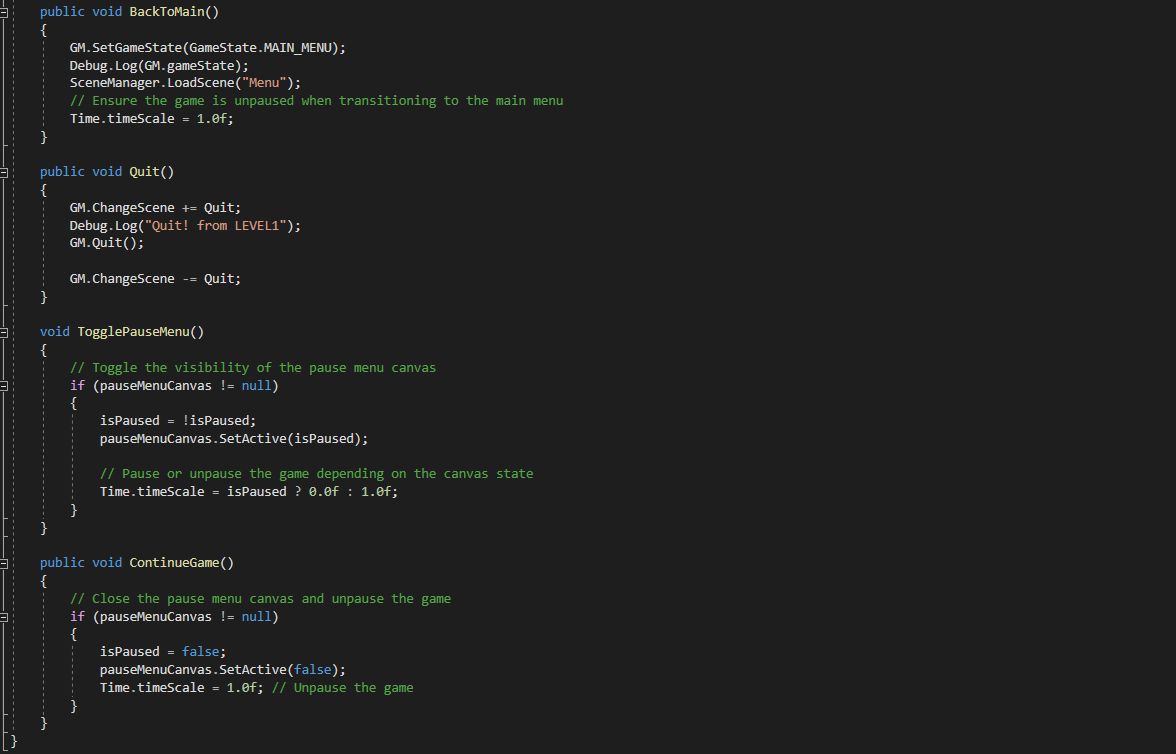 public void BackToMain()
{
GM.SetGameState(GameState.MAIN_MENU);
Debug.Log(GM.gameState);
SceneManager.LoadScene("Menu");
// Ensure the game is unpaused when transitioning to the main menu
Time.timeScale = 1.0f;
}
public void Quit()
{
GM.ChangeScene += Quit;
Debug.Log("Quit! from LEVEL1");
GM.Quit();
GM.ChangeScene -= Quit;
}
void TogglePauseMenu()
{
// Toggle the visibility of the pause menu canvas
if (pauseMenuCanvas != null)
{
isPaused = !isPaused;
pauseMenuCanvas.SetActive(isPaused);
// Pause or unpause the game depending on the canvas state
Time.timeScale = isPaused ? 0.0f : 1.0f;
}
}
public void ContinueGame()
{
// Close the pause menu canvas and unpause the game
if (pauseMenuCanvas != null)
{
isPaused = false;
pauseMenuCanvas.SetActive(false);
Time.timeScale = 1.0f; // Unpause the game
}
}
}